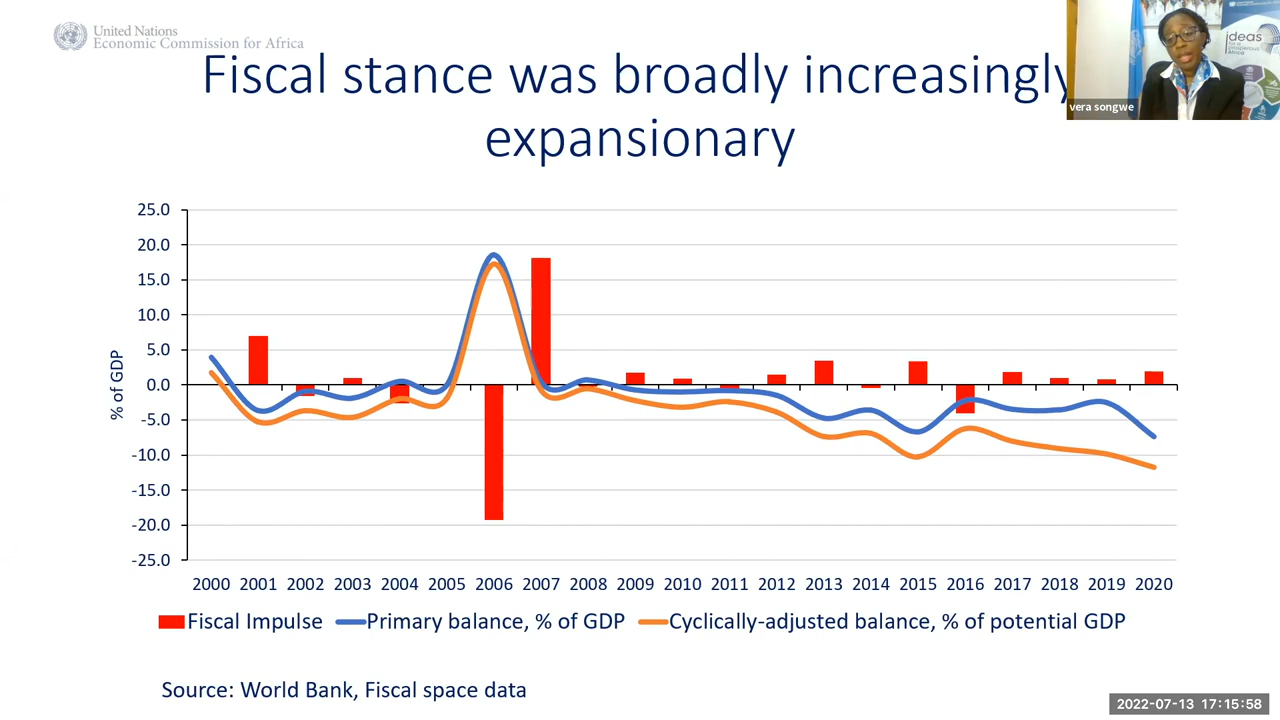 United Nations
Economic Commission for Africa
Fiscal stance was broadly increasingly
expansionary
ideas
vera songwe
25.0
20.0
15.0
10.0
5.0
0.0
-5.0
-10.0
-15.0
-20.0
-25.0
% of GDP
2000 2001 2002 2003 2004 2005 2006 2007 2008 2009 2010 2011 2012 2013 2014 2015 2016 2017 2018 2019 2020
Fiscal Impulse Primary balance, % of GDP Cyclically-adjusted balance, % of potential GDP
Source: World Bank, Fiscal space data
2022-07-13 17:15:58